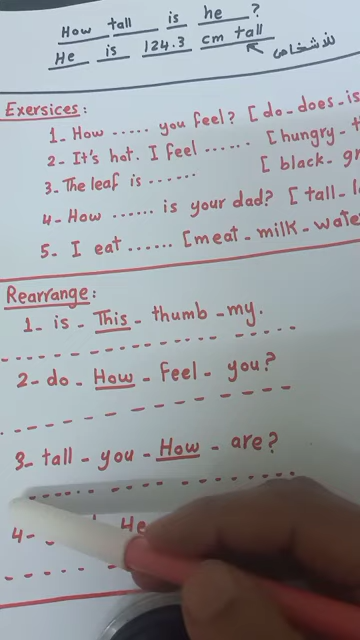 How tall is he ?
He is 124.3 cm tall
للأشخاص
Exersices:
1- How ...... you feel? [ do - does - is
2- It's hot. I feel ...... [ hungry -
3- The leaf is ...... [ black -
4- How ...... is your dad? [ tall -
5- I eat ...... [meat - milk - water
Rearrange:
1- is - This - thumb - my.
2- do - How - Feel - you?
3- tall - you - How - are?
4- He